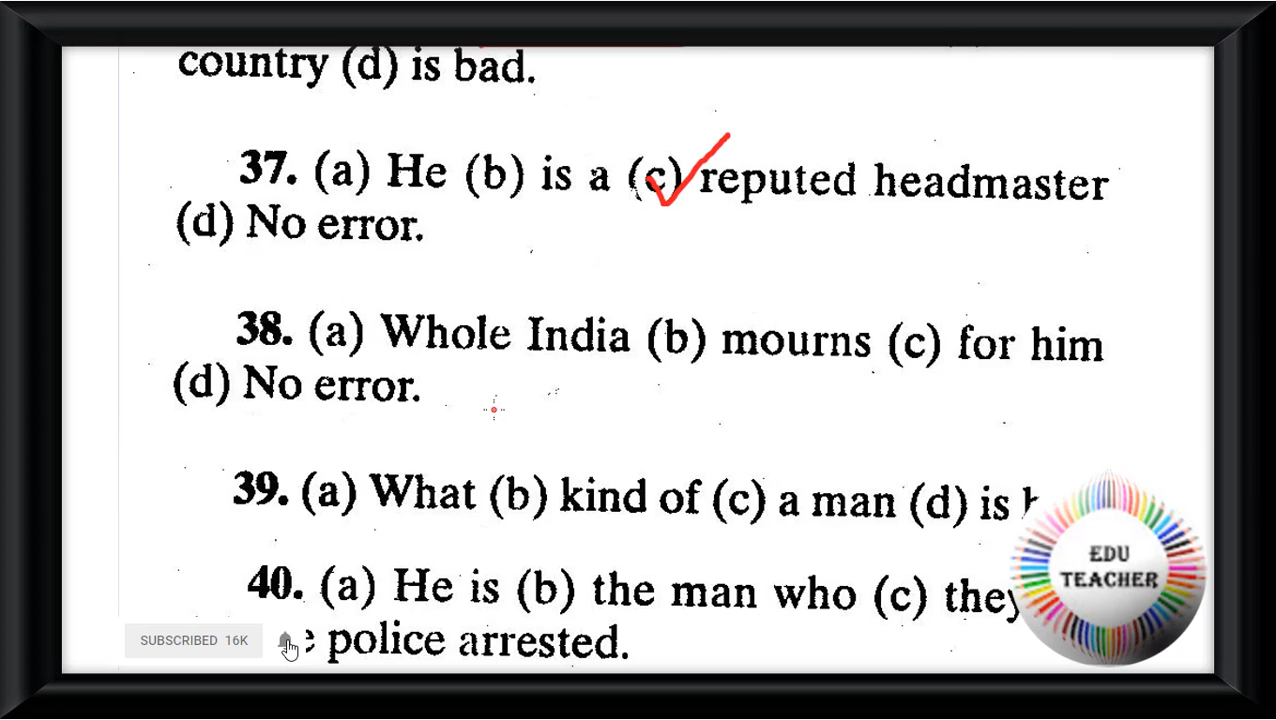 country (d) is bad.
37. (a) He (b) is a (c) reputed headmaster
(d) No error.
38. (a) Whole India (b) mourns (c) for him
(d) No error.
39. (a) What (b) kind of (c) a man (d) is
40. (a) He is (b) the man who (c)
police arrested.
EDU
TEACHER
SUBSCRIBED 16K